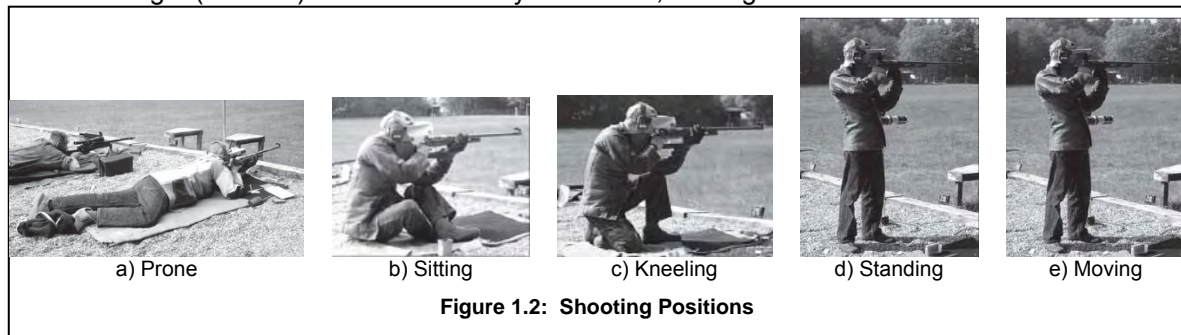 a) Prone
b) Sitting
c) Kneeling
d) Standing
e) Moving
Figure 1.2: Shooting Positions